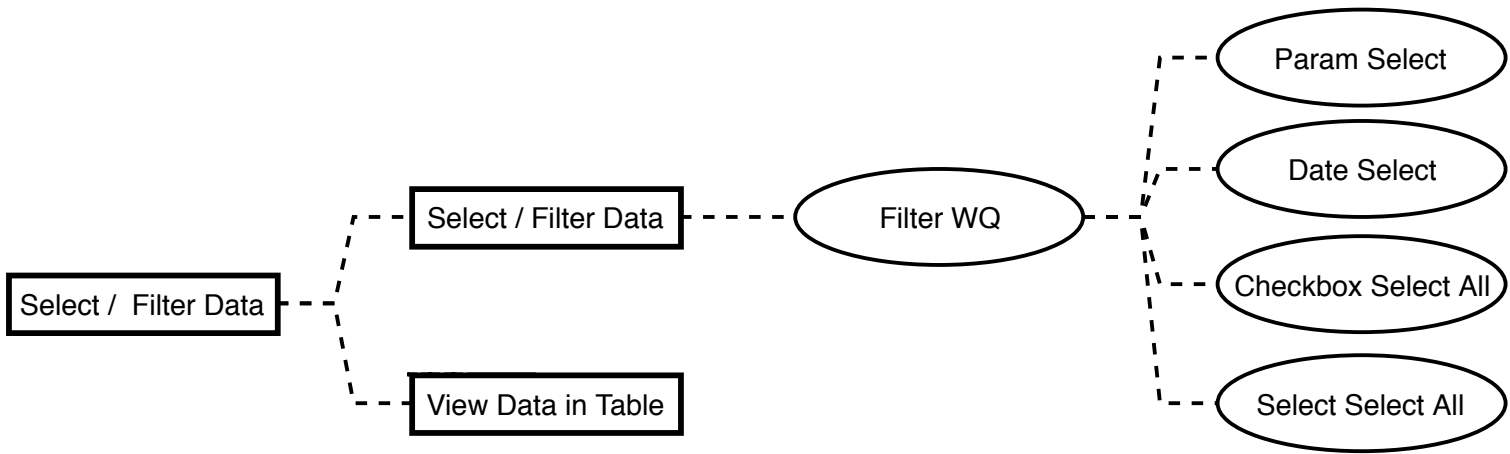 Param Select
Date Select
Select / Filter Data
Filter WQ
Checkbox Select All
Select /  Filter Data
View Data in Table
Select Select All